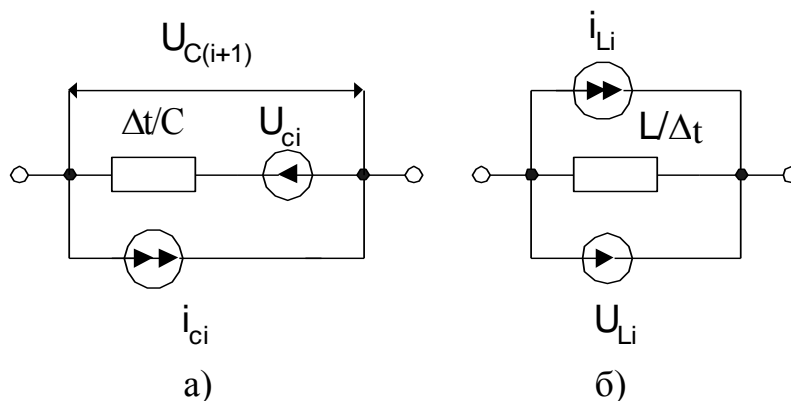 U_C(i+1)
Δt/C
U_ci
i_ci
а)
i_Li
L/Δt
U_Li
б)